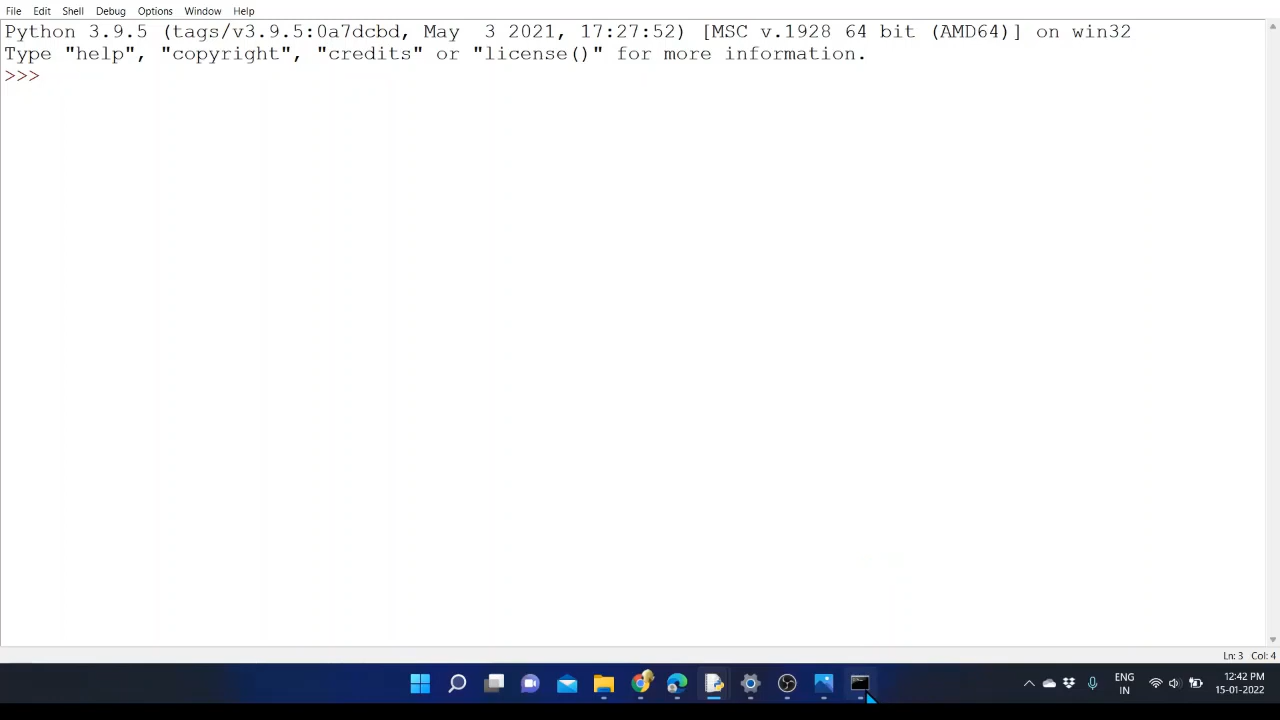 File Edit Shell Debug Options Window Help
Python 3.9.5 (tags/v3.9.5:0a7dcbd, May  3 2021, 17:27:52) [MSC v.1928 64 bit (AMD64)] on win32
Type "help", "copyright", "credits" or "license()" for more information.
>>>
Ln: 3 Col: 4
ENG
IN
12:42 PM
15-01-2022